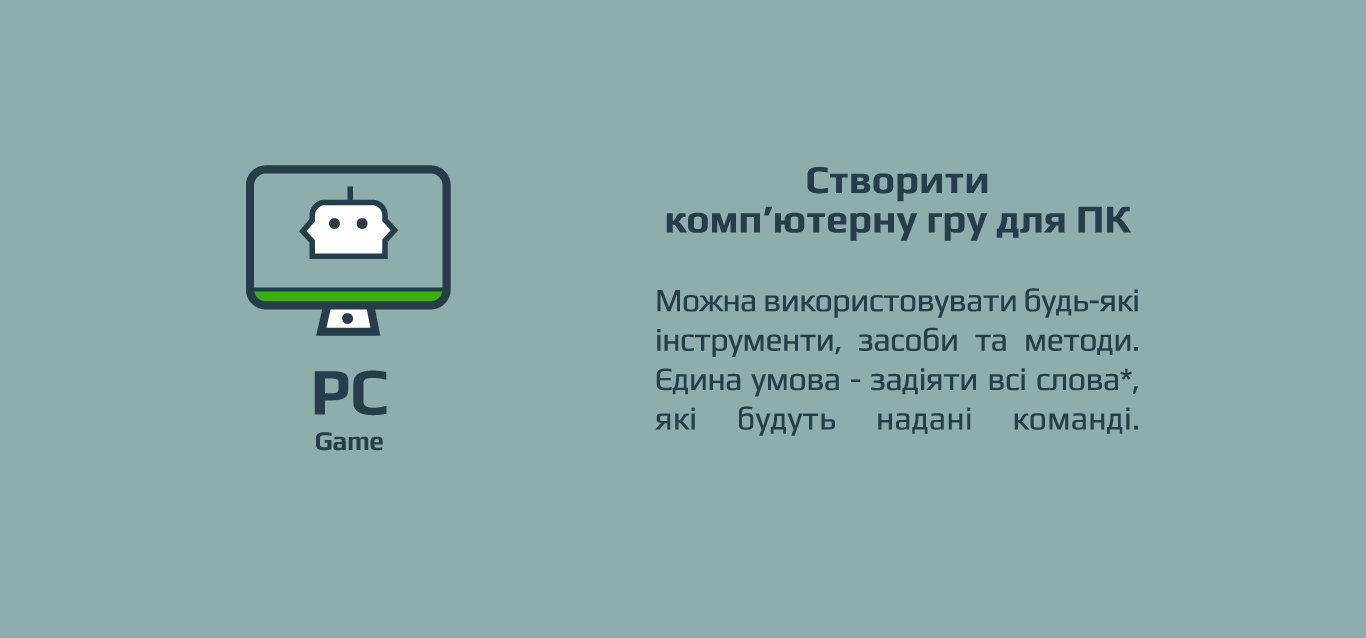 PC
Game
Створити
комп’ютерну гру для ПК
Можна використовувати будь-які
інструменти, засоби та методи.
Єдина умова - задіяти всі слова*,
які будуть надані команді.